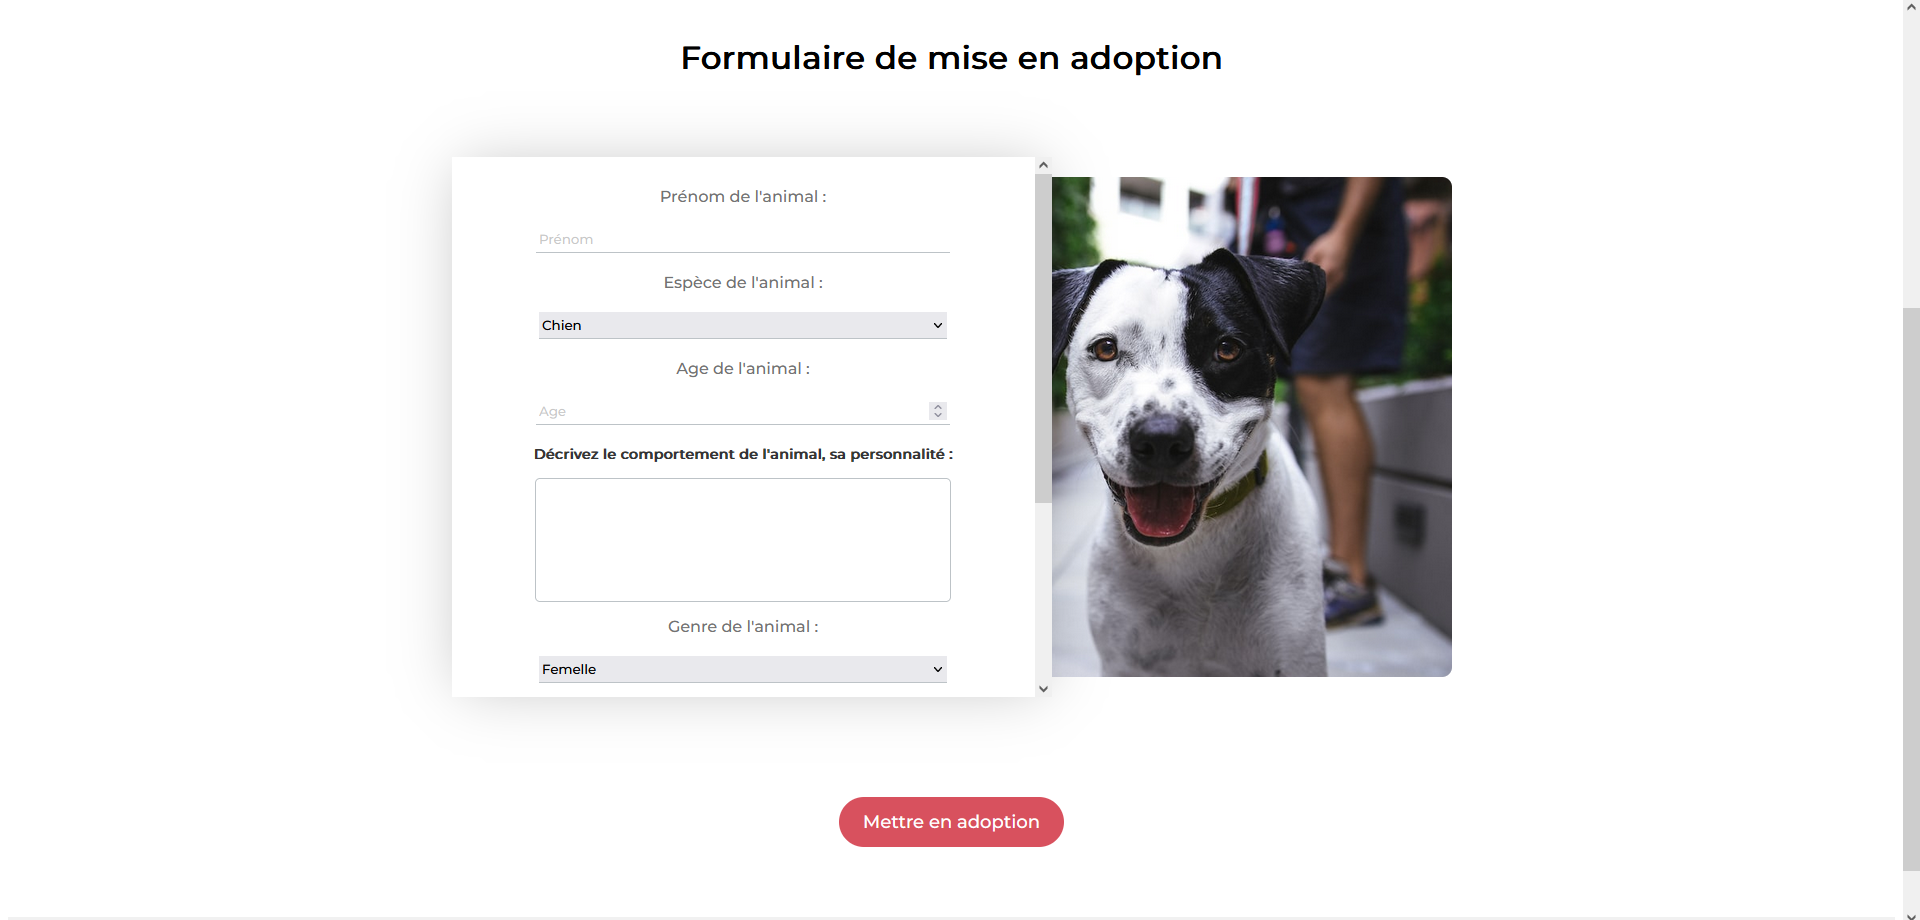 Formulaire de mise en adoption
Prénom de l'animal :
Prénom
Espèce de l'animal :
Chien
Age de l'animal :
Age
Décrivez le comportement de l'animal, sa personnalité :
Genre de l'animal :
Femelle
Mettre en adoption